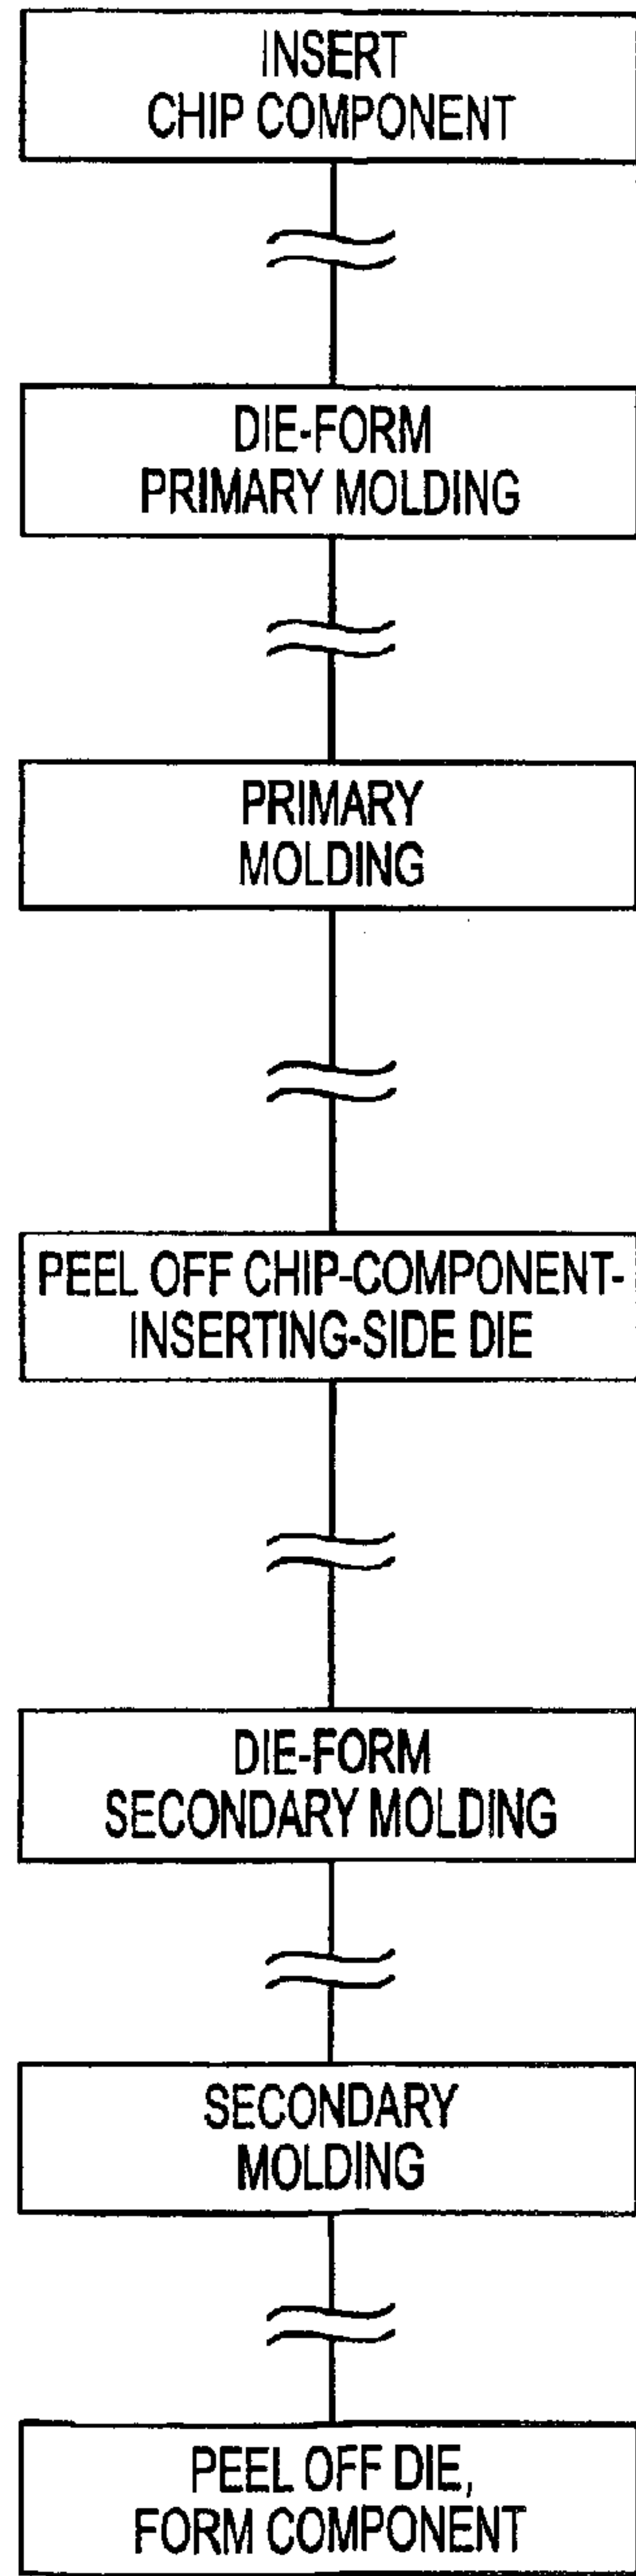 INSERT
CHIP COMPONENT
DIE-FORM
PRIMARY MOLDING
PRIMARY
MOLDING
PEEL OFF CHIP-COMPONENT-
INSERTING-SIDE DIE
DIE-FORM
SECONDARY MOLDING
SECONDARY
MOLDING
PEEL OFF DIE,
FORM COMPONENT